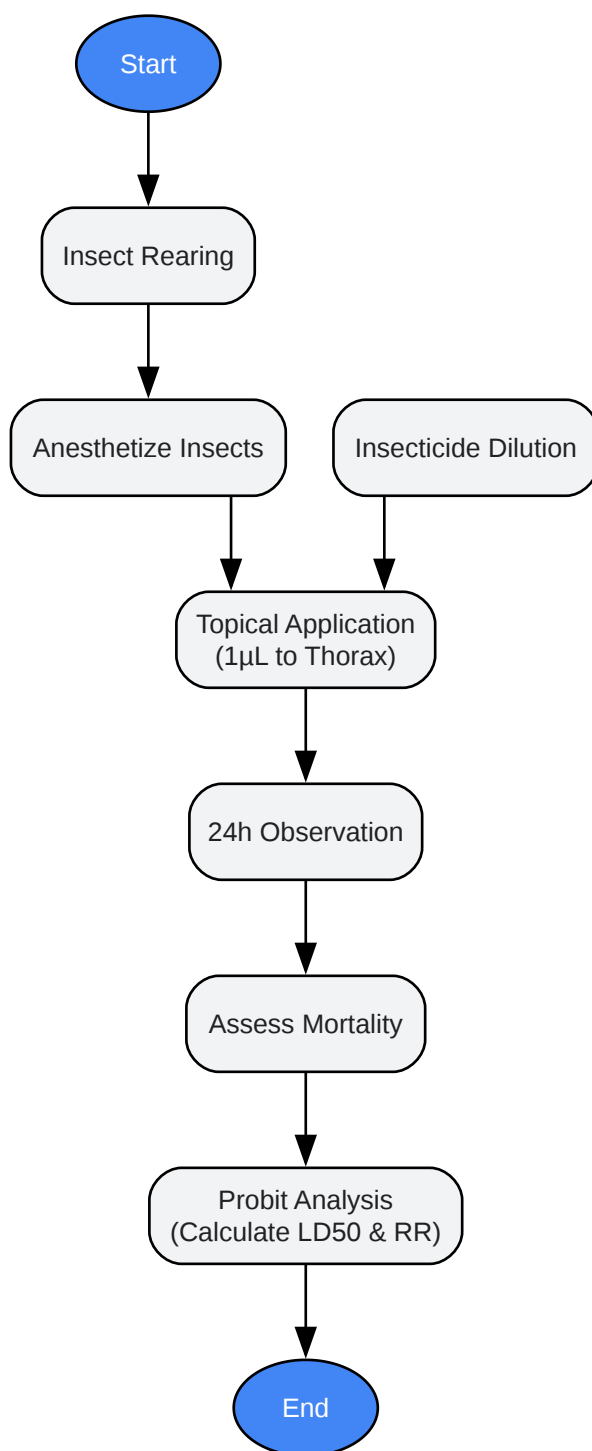 Start
Insect Rearing
Anesthetize Insects
Insecticide Dilution
Topical Application
(1µL to Thorax)
24h Observation
Assess Mortality
Probit Analysis
(Calculate LD50 & RR)
End